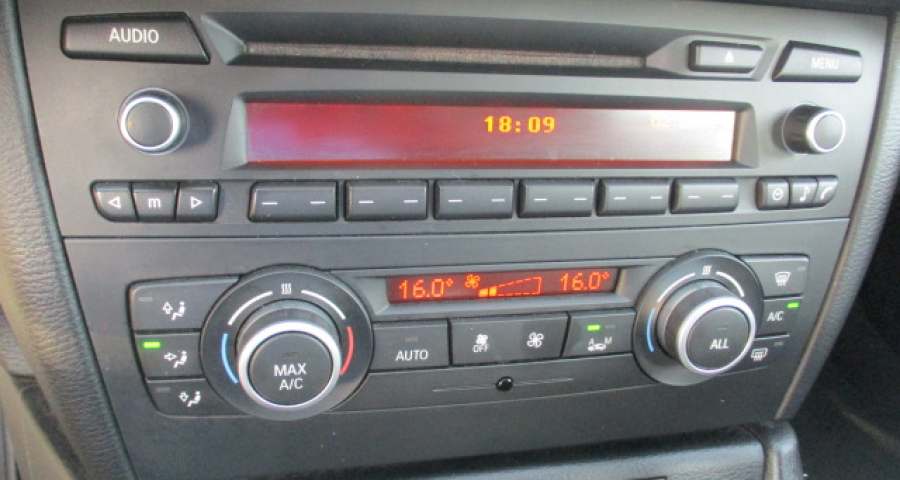 AUDIO
MENU
18:09
m
16.0° 16.0°
MAX
A/C
AUTO
OFF
A M
ALL
A/C